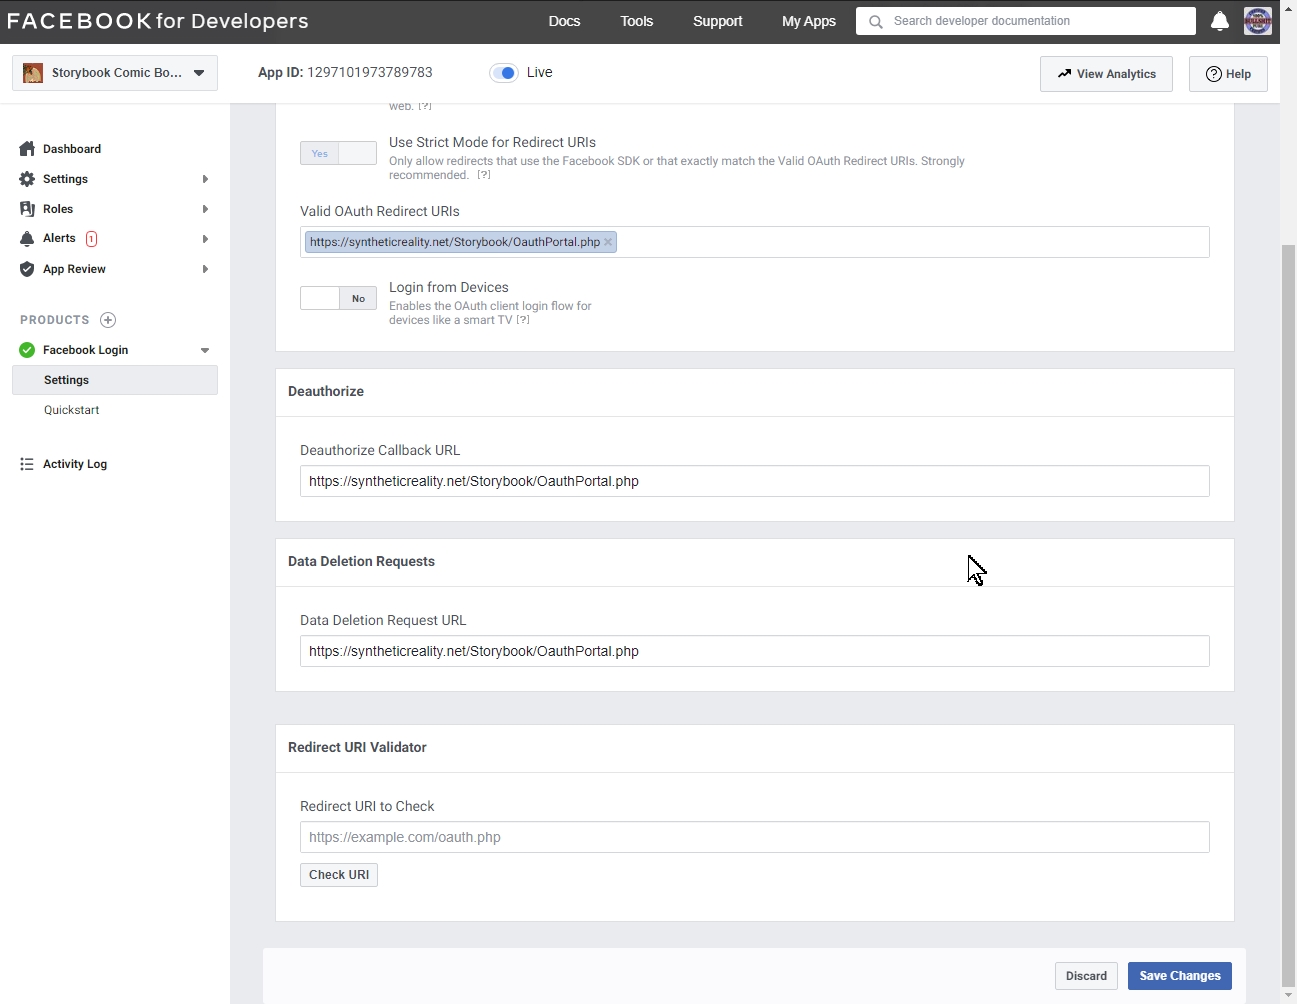 FACEBOOK for Developers
Docs
Tools
Support
My Apps
Search developer documentation
Storybook Comic Bo...
App ID: 1297101973789783
Live
View Analytics
Help
web. [?]
Dashboard
Settings
Roles
Alerts 1
App Review
PRODUCTS
Facebook Login
Settings
Quickstart
Activity Log
Yes
Use Strict Mode for Redirect URIs
Only allow redirects that use the Facebook SDK or that exactly match the Valid OAuth Redirect URIs. Strongly
recommended. [?]
Valid OAuth Redirect URIs
https://syntheticreality.net/Storybook/OauthPortal.php ×
No
Login from Devices
Enables the OAuth client login flow for
devices like a smart TV [?]
Deauthorize
Deauthorize Callback URL
https://syntheticreality.net/Storybook/OauthPortal.php
Data Deletion Requests
Data Deletion Request URL
https://syntheticreality.net/Storybook/OauthPortal.php
Redirect URI Validator
Redirect URI to Check
https://example.com/oauth.php
Check URI
Discard
Save Changes